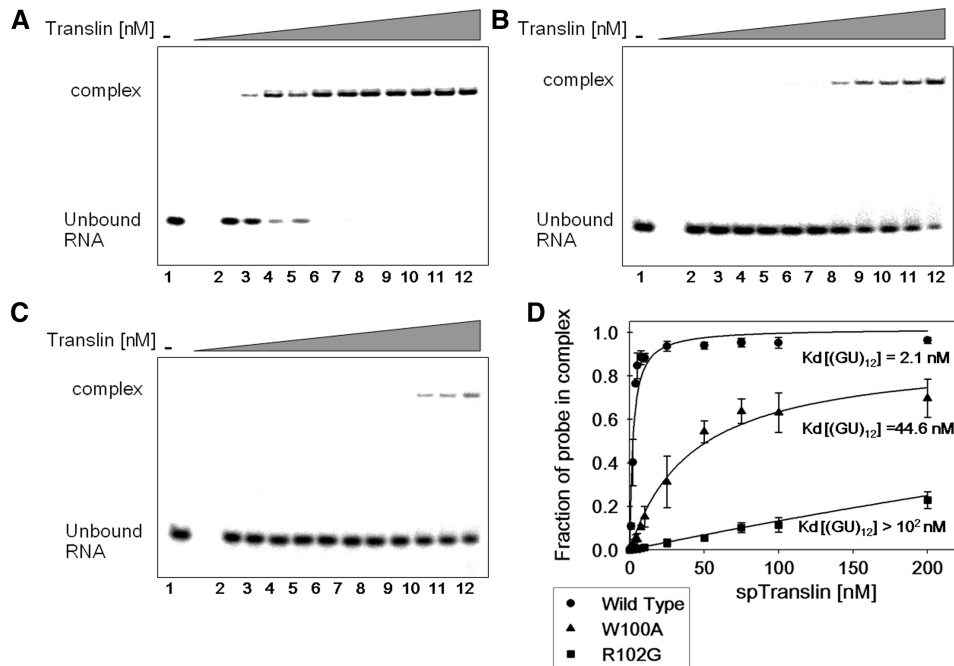 A
Translin [nM] -
complex
Unbound
RNA
1 2 3 4 5 6 7 8 9 10 11 12
B
Translin [nM] -
complex
Unbound
RNA
1 2 3 4 5 6 7 8 9 10 11 12
C
Translin [nM] -
complex
Unbound
RNA
1 2 3 4 5 6 7 8 9 10 11 12
D
Fraction of probe in complex
1.0
0.8
0.6
0.4
0.2
0.0
Kd[(GU)₁₂] = 2.1 nM
Kd[(GU)₁₂] =44.6 nM
Kd[(GU)₁₂] > 10² nM
0 50 100 150 200
spTranslin [nM]
Wild Type
W100A
R102G